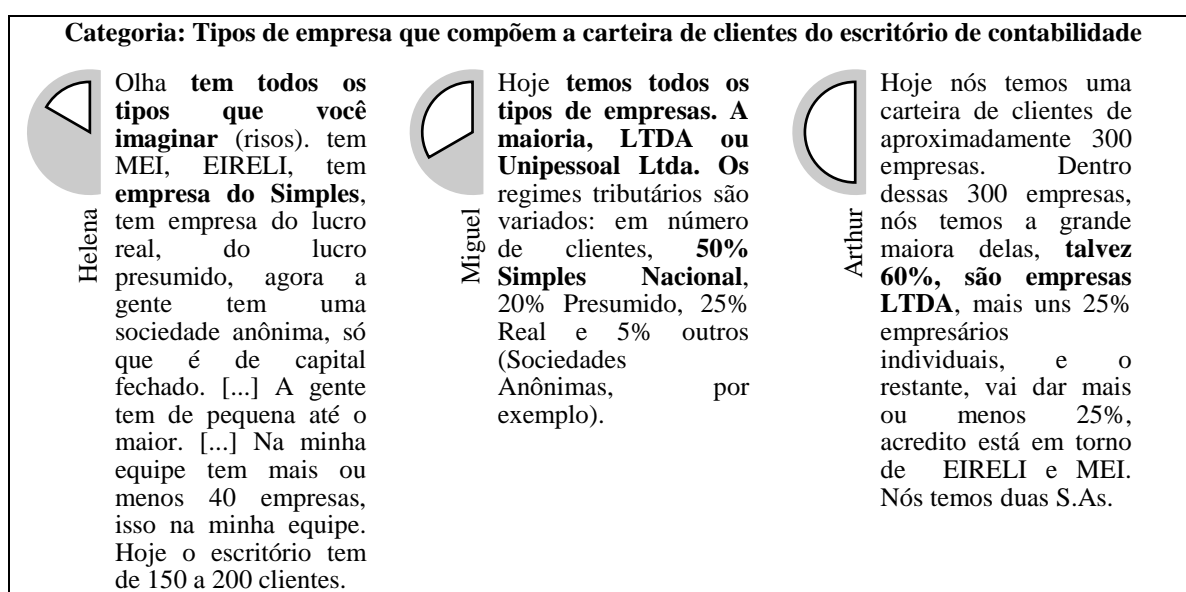 Categoria: Tipos de empresa que compõem a carteira de clientes do escritório de contabilidade
Helena
Olha tem todos os
tipos que você
imaginar (risos). tem
MEI, EIRELI, tem
empresa do Simples,
tem empresa do lucro
real, do lucro
presumido, agora a
gente tem uma
sociedade anônima, só
que é de capital
fechado. [...] A gente
tem de pequena até o
maior. [...] Na minha
equipe tem mais ou
menos 40 empresas,
isso na minha equipe.
Hoje o escritório tem
de 150 a 200 clientes.
Miguel
Hoje temos todos os
tipos de empresas. A
maioria, LTDA ou
Unipessoal Ltda. Os
regimes tributários são
variados: em número
de clientes, 50%
Simples Nacional,
20% Presumido, 25%
Real e 5% outros
(Sociedades
Anônimas, por
exemplo).
Arthur
Hoje nós temos uma
carteira de clientes de
aproximadamente 300
empresas. Dentro
dessas 300 empresas,
nós temos a grande
maiora delas, talvez
60%, são empresas
LTDA, mais uns 25%
empresários
individuais, e o
restante, vai dar mais
ou menos 25%,
acredito está em torno
de EIRELI e MEI.
Nós temos duas S.As.